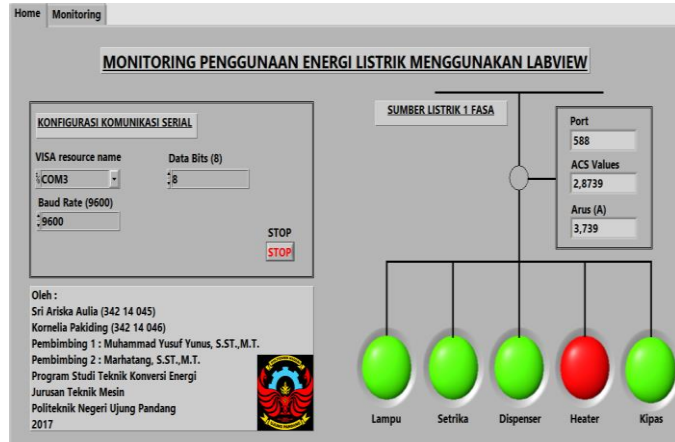 Home Monitoring
MONITORING PENGGUNAAN ENERGI LISTRIK MENGGUNAKAN LABVIEW
KONFIGURASI KOMUNIKASI SERIAL
VISA resource name Data Bits (8)
COM3 8
Baud Rate (9600)
9600
STOP
STOP
SUMBER LISTRIK 1 FASA
Port
588
ACS Values
2,8739
Arus (A)
3,739
Oleh :
Sri Ariska Aulia (342 14 045)
Kornelia Pakiding (342 14 046)
Pembimbing 1 : Muhammad Yusuf Yunus, S.ST.,M.T.
Pembimbing 2 : Marhatang, S.ST.,M.T.
Program Studi Teknik Konversi Energi
Jurusan Teknik Mesin
Politeknik Negeri Ujung Pandang
2017
Lampu Setrika Dispenser Heater Kipas